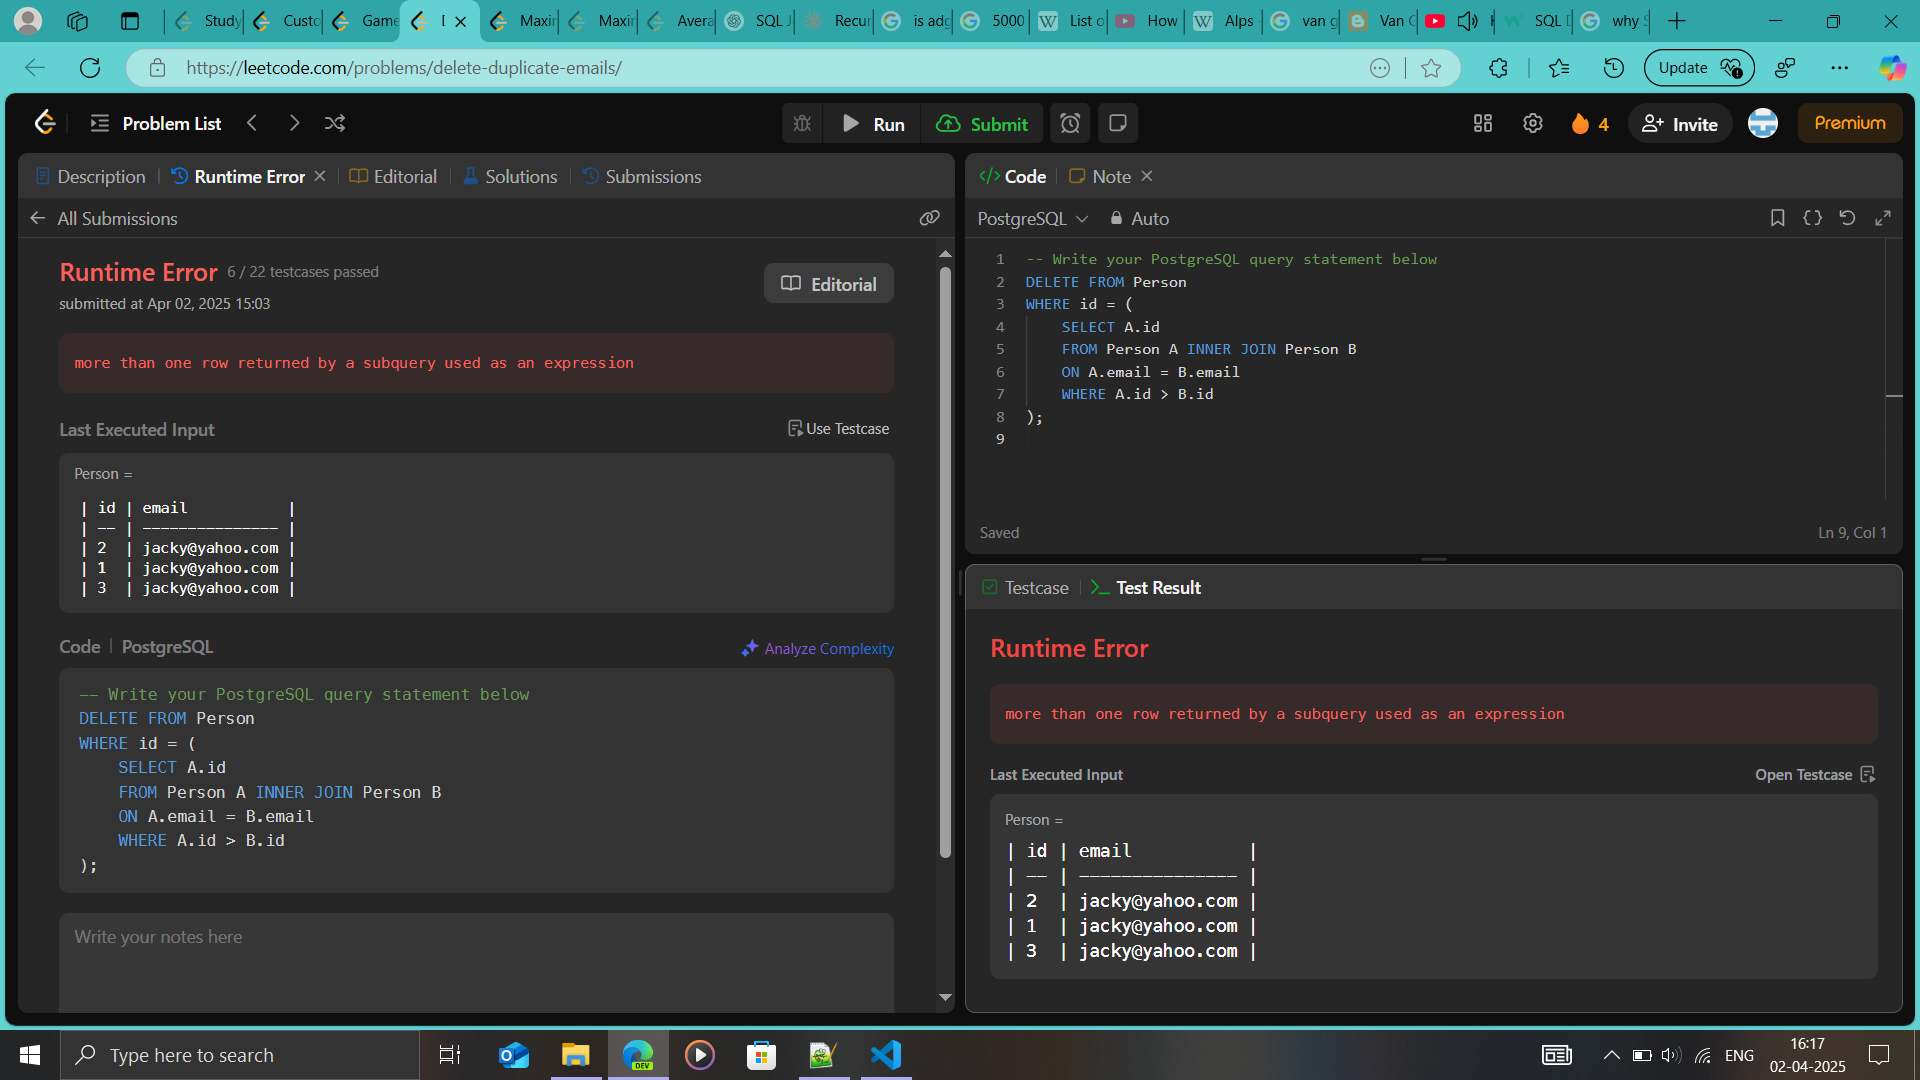 Study
Custo
Game
Maxin
Maxin
Avera
SQL J
Recur
is adg
5000
List o
How
Alps
van g
Van G
SQL I
why S
https://leetcode.com/problems/delete-duplicate-emails/
Update
Problem List
Run
Submit
4
Invite
Premium
Description
Runtime Error
Editorial
Solutions
Submissions
All Submissions
Runtime Error 6 / 22 testcases passed
submitted at Apr 02, 2025 15:03
Editorial
more than one row returned by a subquery used as an expression
Last Executed Input
Use Testcase
Person =
| id | email           |
| -- | --------------- |
| 2  | jacky@yahoo.com |
| 1  | jacky@yahoo.com |
| 3  | jacky@yahoo.com |
Code | PostgreSQL
Analyze Complexity
-- Write your PostgreSQL query statement below
DELETE FROM Person
WHERE id = (
    SELECT A.id
    FROM Person A INNER JOIN Person B
    ON A.email = B.email
    WHERE A.id > B.id
);
Write your notes here
</> Code
Note
PostgreSQL
Auto
1 -- Write your PostgreSQL query statement below
2 DELETE FROM Person
3 WHERE id = (
4     SELECT A.id
5     FROM Person A INNER JOIN Person B
6     ON A.email = B.email
7     WHERE A.id > B.id
8 );
9
Saved
Ln 9, Col 1
Testcase
Test Result
Runtime Error
more than one row returned by a subquery used as an expression
Last Executed Input
Open Testcase
Person =
| id | email           |
| -- | --------------- |
| 2  | jacky@yahoo.com |
| 1  | jacky@yahoo.com |
| 3  | jacky@yahoo.com |
Type here to search
DEV
ENG
16:17
02-04-2025